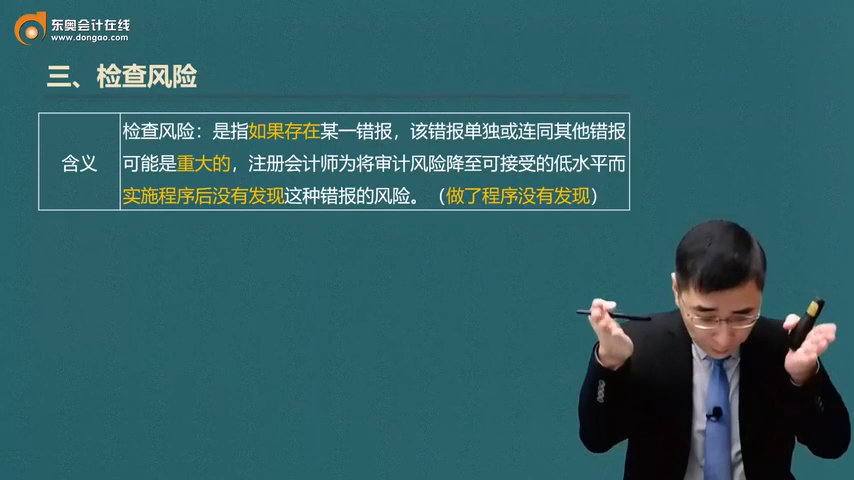 东奥会计在线
www.dongao.com
三、检查风险
含义
检查风险：是指如果存在某一错报，该错报单独或连同其他错报
可能是重大的，注册会计师为将审计风险降至可接受的低水平而
实施程序后没有发现这种错报的风险。（做了程序没有发现）